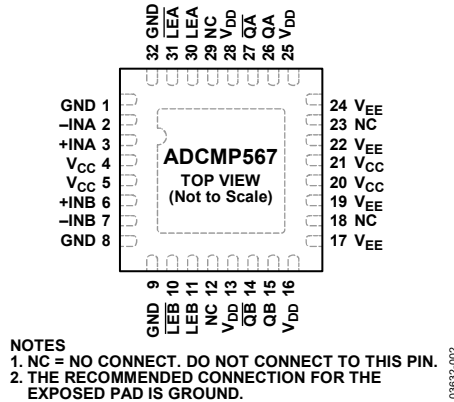 32 GND
31 L̅E̅A̅
30 LEA
29 NC
28 VDD
27 Q̅A̅
26 QA
25 VDD
GND 1
–INA 2
+INA 3
VCC 4
VCC 5
+INB 6
–INB 7
GND 8
ADCMP567
TOP VIEW
(Not to Scale)
24 VEE
23 NC
22 VEE
21 VCC
20 VCC
19 VEE
18 NC
17 VEE
GND 9
L̅E̅B̅ 10
LEB 11
NC 12
VDD 13
Q̅B̅ 14
QB 15
VDD 16
NOTES
1. NC = NO CONNECT. DO NOT CONNECT TO THIS PIN.
2. THE RECOMMENDED CONNECTION FOR THE
EXPOSED PAD IS GROUND.
03632-002